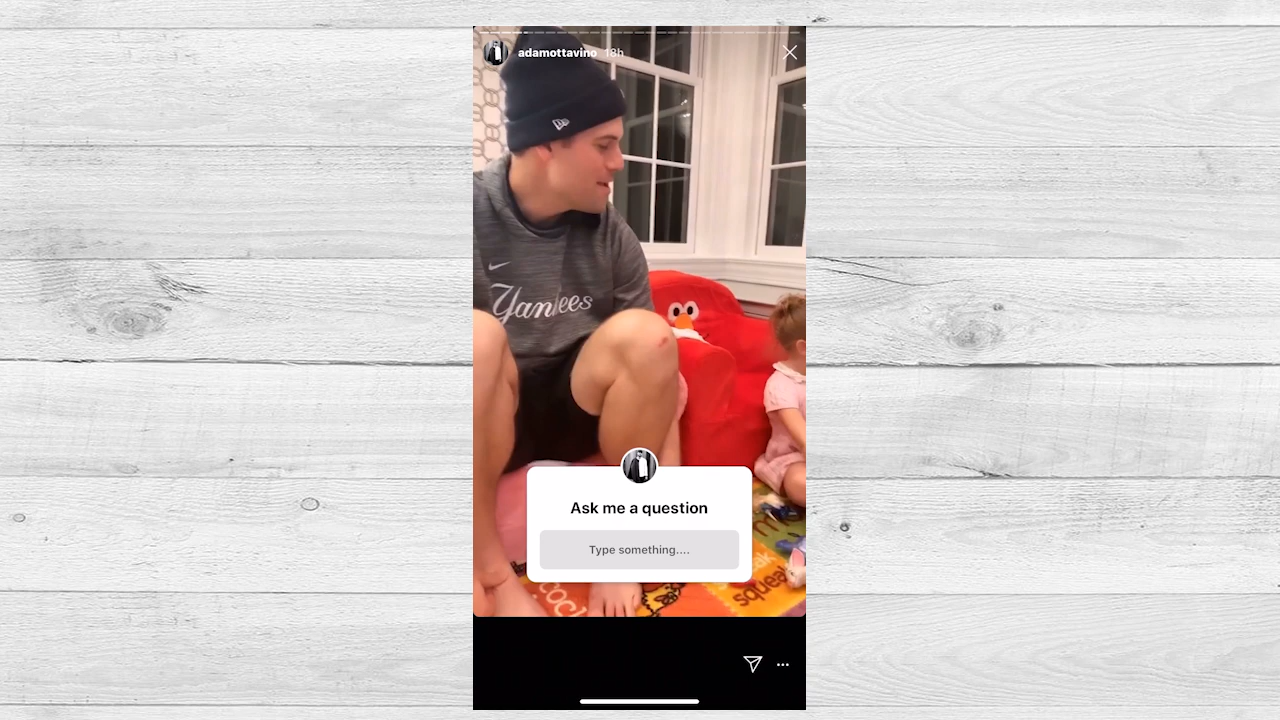 adamottavino 18h
Yankees
Ask me a question
Type something....
squeak